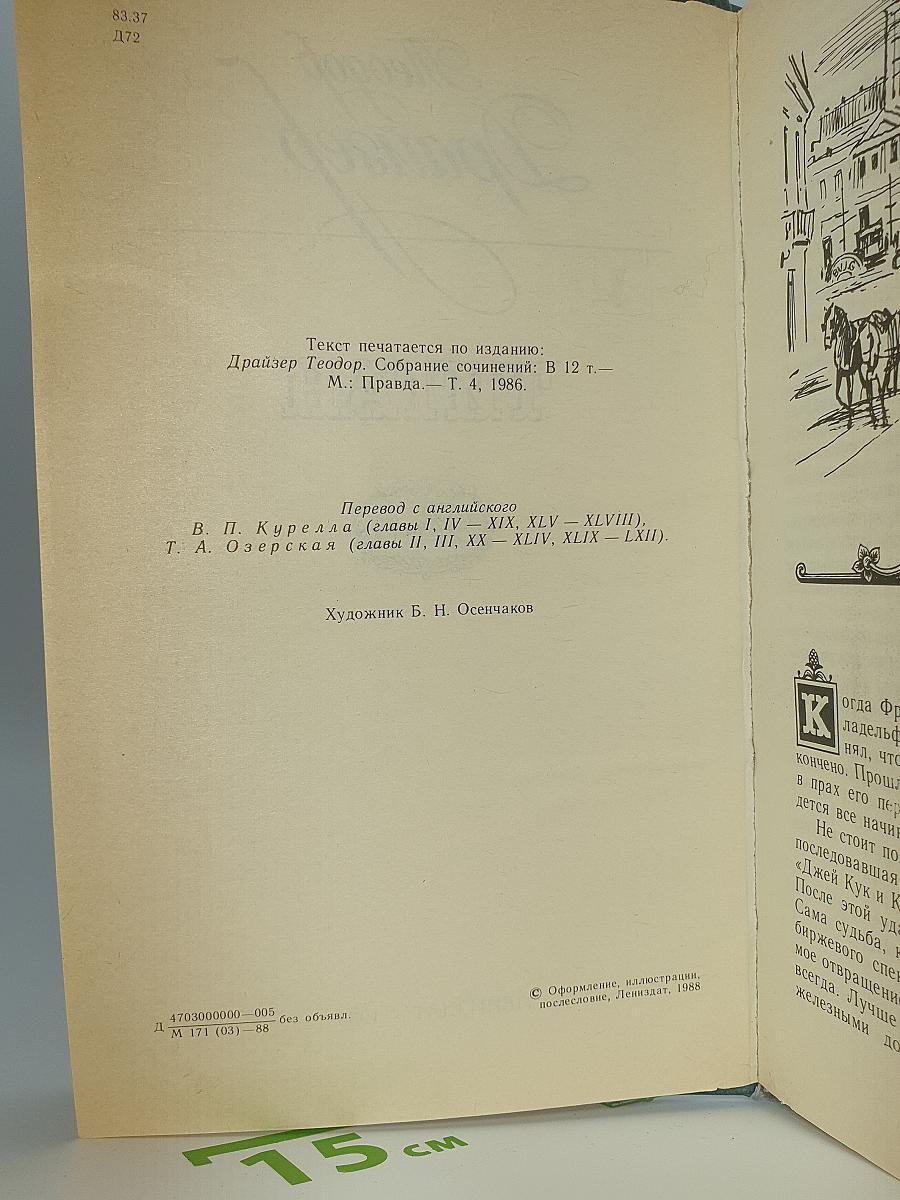 83.37
Д72
Текст печатается по изданию:
Драйзер Теодор. Собрание сочинений: В 12 т.—
М.: Правда.— Т. 4, 1986.
Перевод с английского
В. П. Курелла (главы I, IV — XIX, XLV — XLVIII),
Т. А. Озерская (главы II, III, XX — XLIV, XLIX — LXII).
Художник Б. Н. Осенчаков
© Оформление, иллюстрации,
послесловие, Лениздат, 1988
Д 4703000000—005 без объявл.
М 171 (03)—88
Когда Фр
ладельф
нял, что
кончено. Прошл
в прах его пер
дется все начин
Не стоит по
последовавшая
«Джей Кук и К
После этой уда
Сама судьба, к
биржевого спек
мое отвращение
всегда. Лучше
железными до
15 см